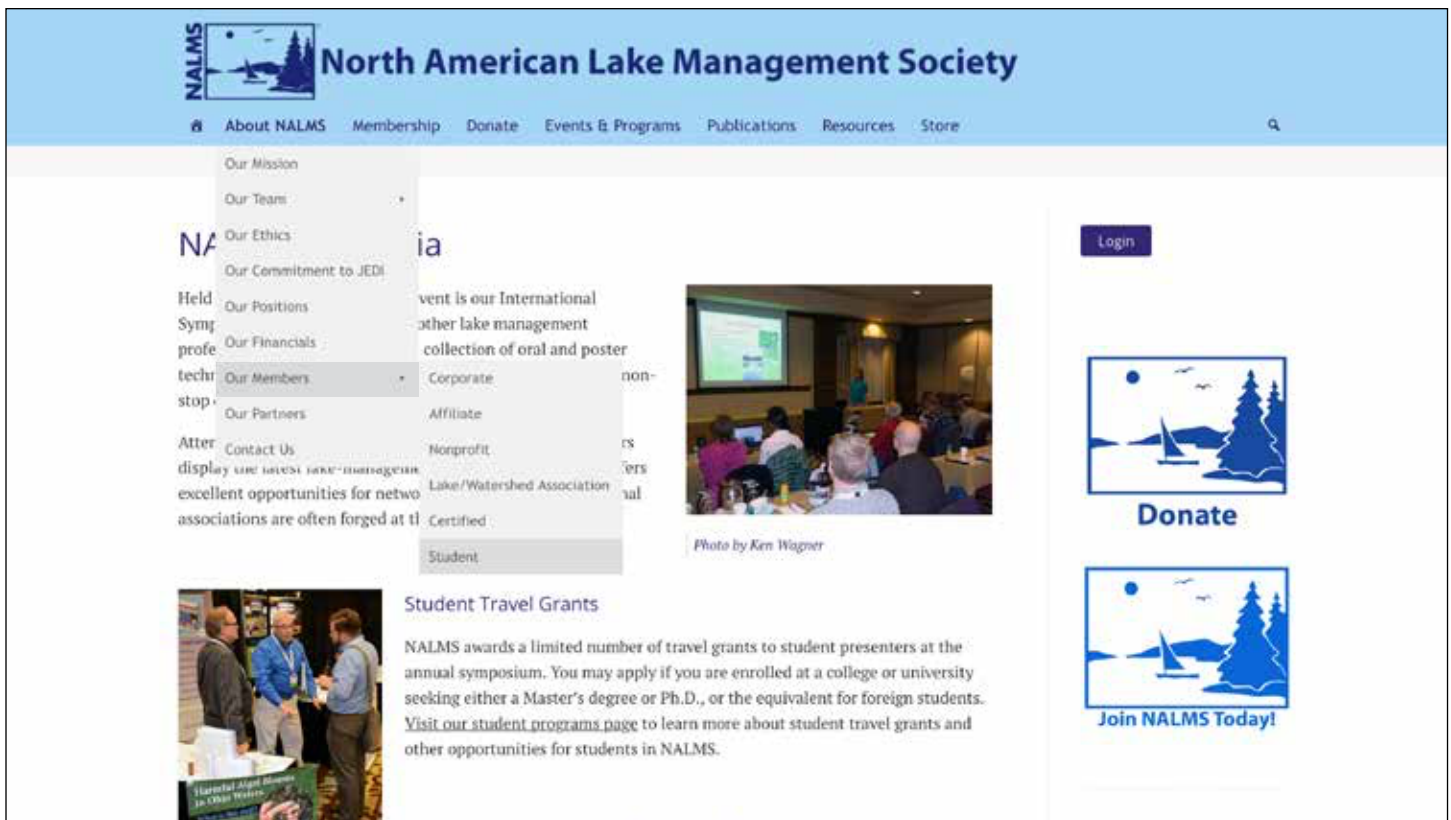 NALMS
North American Lake Management Society
About NALMS Membership Donate Events & Programs Publications Resources Store
Our Mission
Our Team
Our Ethics
Our Commitment to JEDI
Our Positions
Our Financials
Our Members
Our Partners
Contact Us
Corporate
Affiliate
Nonprofit
Lake/Watershed Association
Certified
Student
NA ia
Held vent is our International
Symp other lake management
profe collection of oral and poster
techn non-
stop
Atter rs
display the latest lake-manageme fers
excellent opportunities for netwo nal
associations are often forged at th
Photo by Ken Wagner
Student Travel Grants
NALMS awards a limited number of travel grants to student presenters at the
annual symposium. You may apply if you are enrolled at a college or university
seeking either a Master's degree or Ph.D., or the equivalent for foreign students.
Visit our student programs page to learn more about student travel grants and
other opportunities for students in NALMS.
Harmful Algal Blooms
in Ohio Waters
Login
Donate
Join NALMS Today!